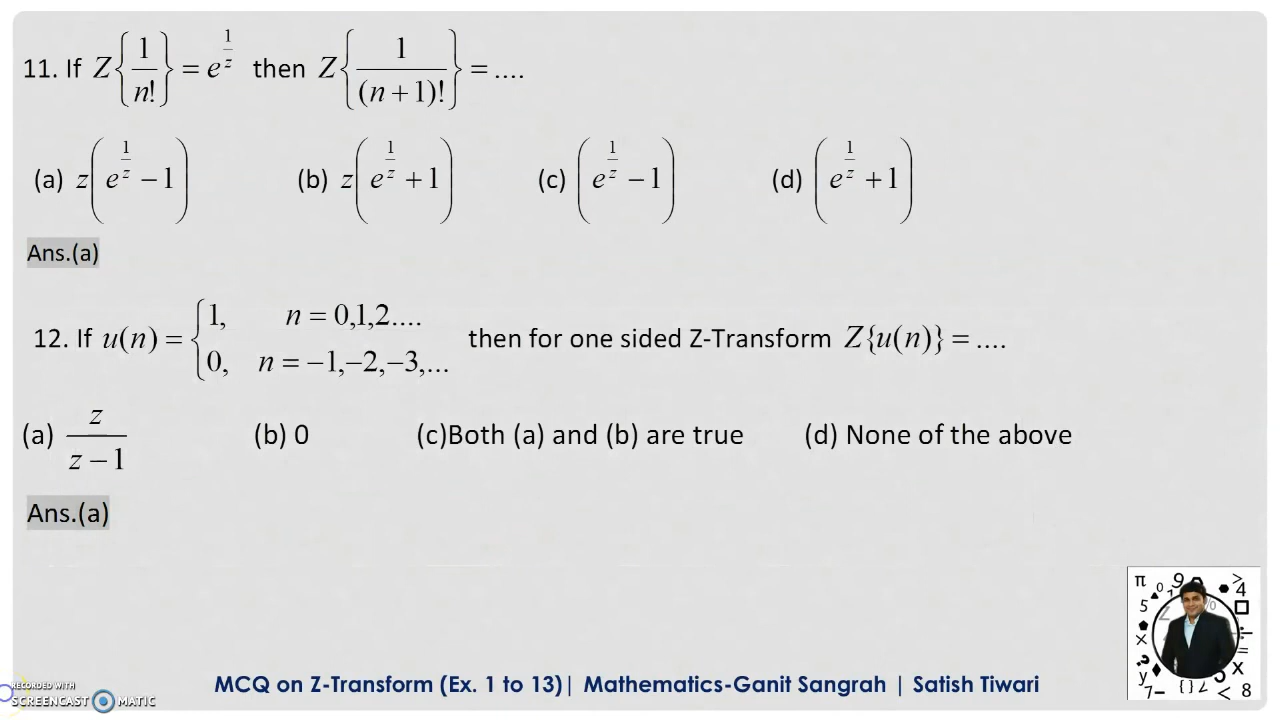 11. If Z{1/n!} = e^(1/z) then Z{1/(n+1)!} = ....
(a) z(e^(1/z) − 1) (b) z(e^(1/z) + 1) (c) (e^(1/z) − 1) (d) (e^(1/z) + 1)
Ans.(a)
12. If u(n) = {1, n = 0,1,2.... then for one sided Z-Transform Z{u(n)} = ....
0, n = −1,−2,−3,...
(a) z/(z − 1) (b) 0 (c)Both (a) and (b) are true (d) None of the above
Ans.(a)
MCQ on Z-Transform (Ex. 1 to 13)| Mathematics-Ganit Sangrah | Satish Tiwari
RECORDED WITH
SCREENCAST MATIC